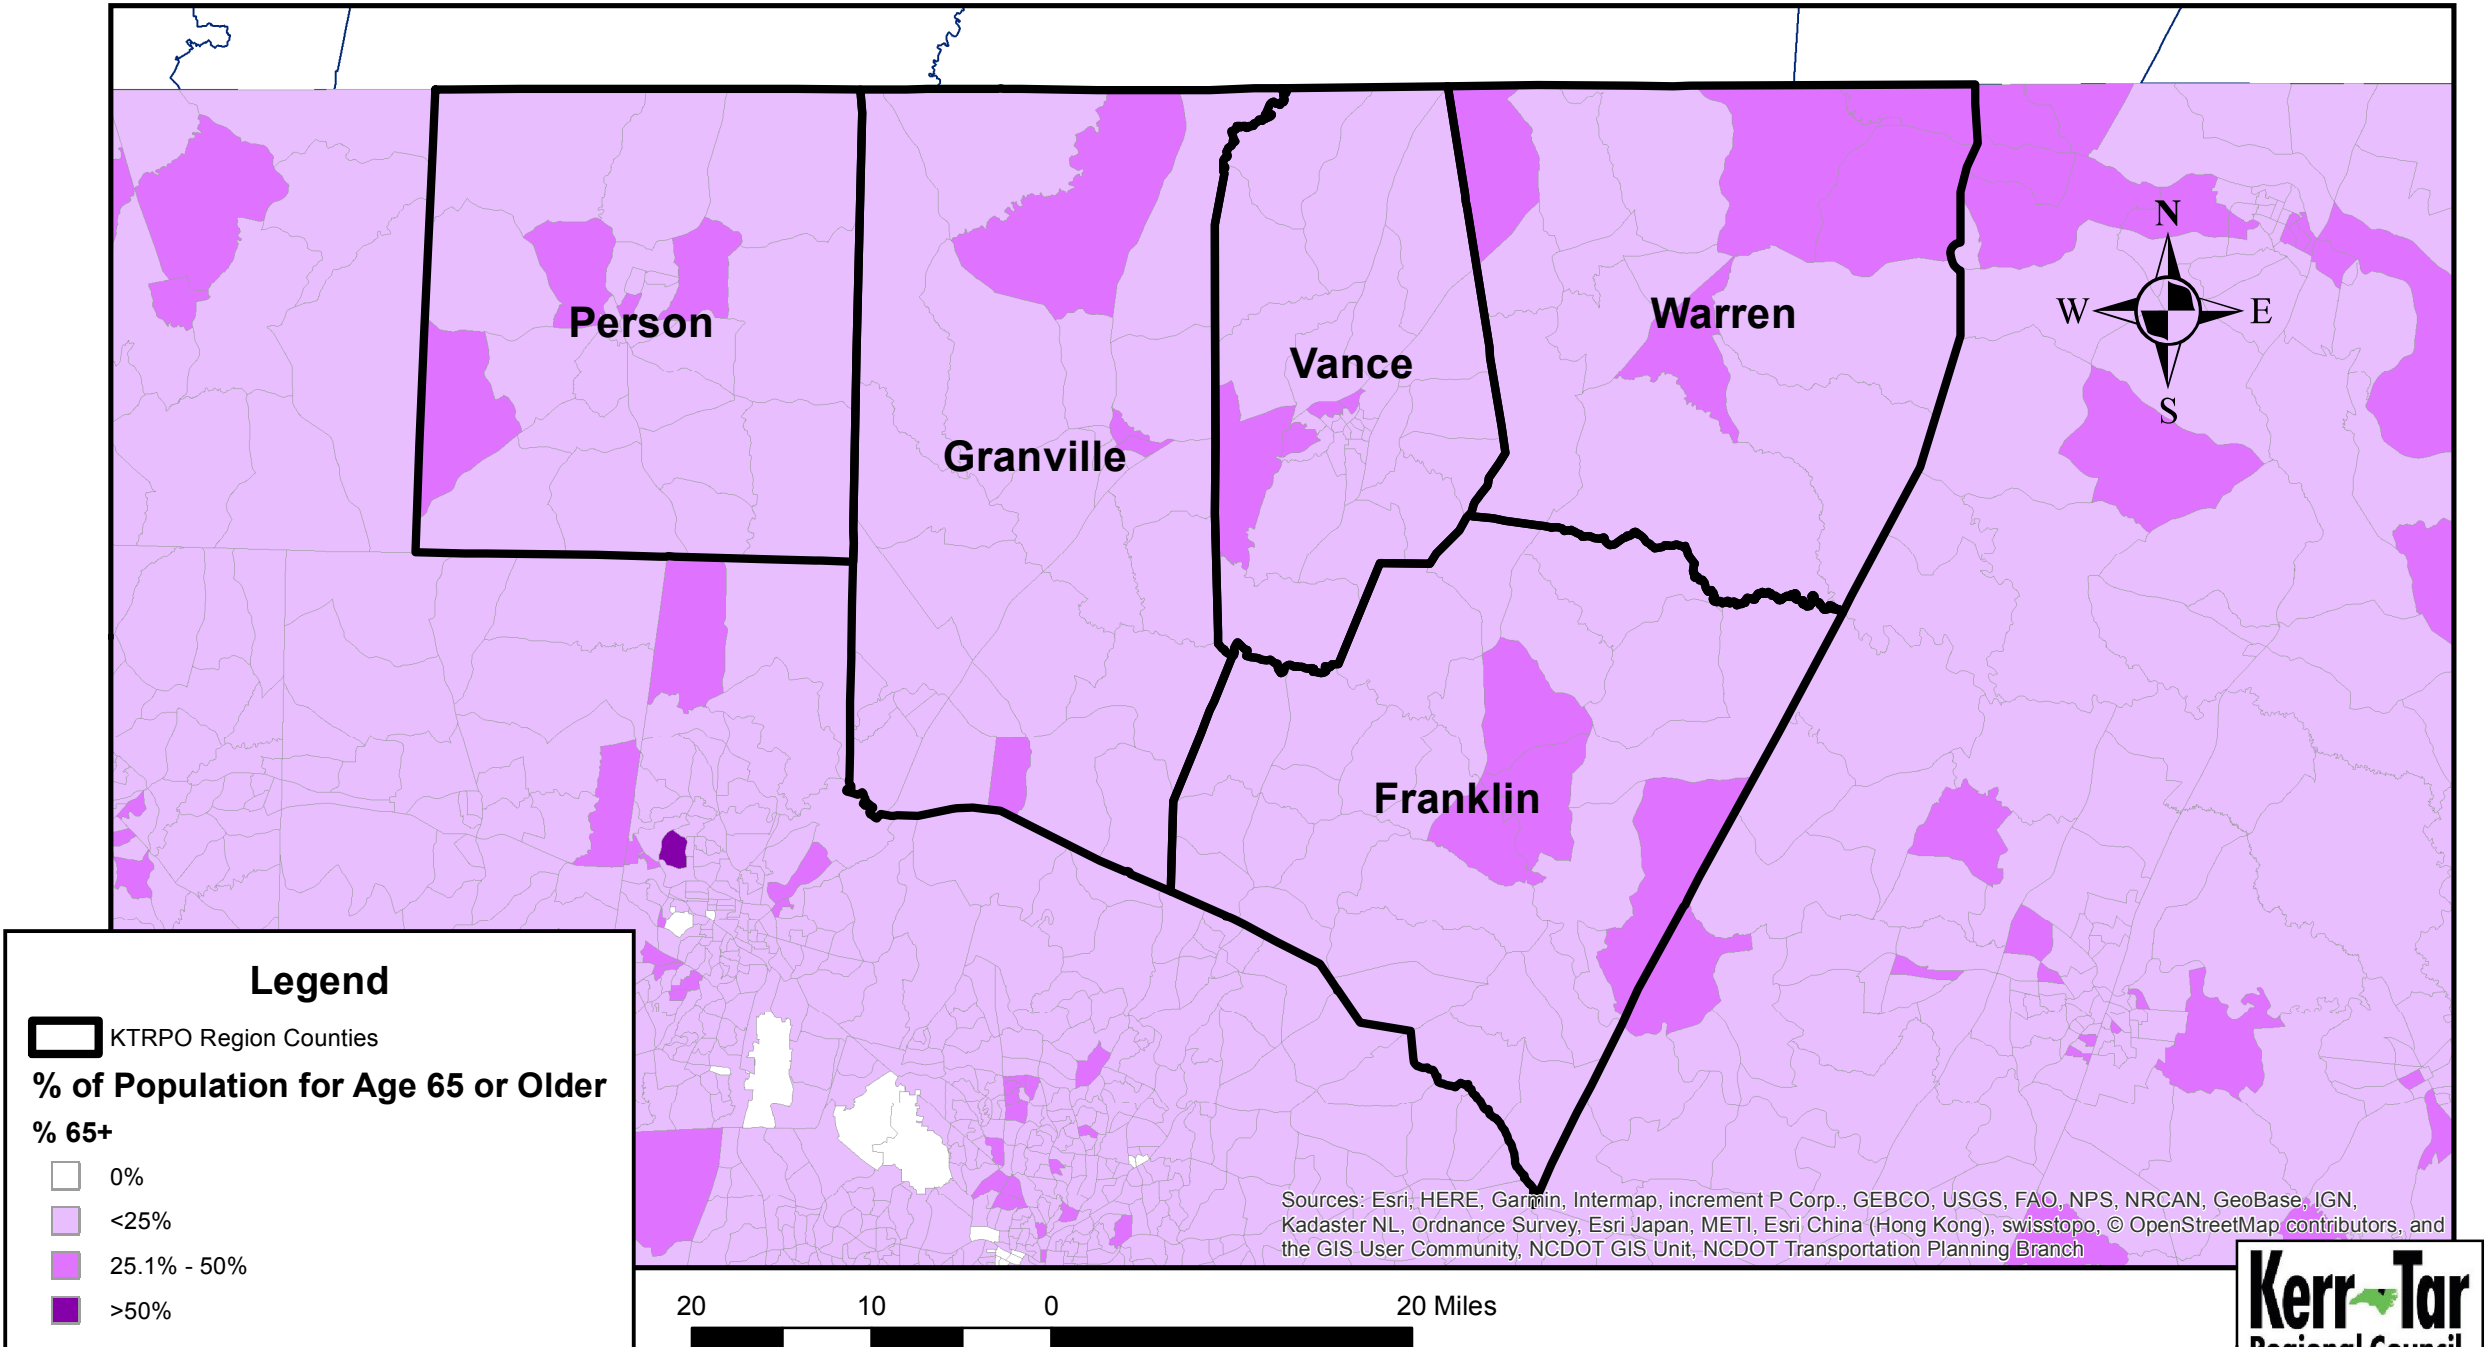 N
W E
S
Person
Warren
Vance
Granville
Franklin
Legend
KTRPO Region Counties
% of Population for Age 65 or Older
% 65+
0%
<25%
25.1% - 50%
>50%
Sources: Esri, HERE, Garmin, Intermap, increment P Corp., GEBCO, USGS, FAO, NPS, NRCAN, GeoBase, IGN,
Kadaster NL, Ordnance Survey, Esri Japan, METI, Esri China (Hong Kong), swisstopo, © OpenStreetMap contributors, and
the GIS User Community, NCDOT GIS Unit, NCDOT Transportation Planning Branch
20 10 0 20 Miles
Kerr Tar
Regional Council